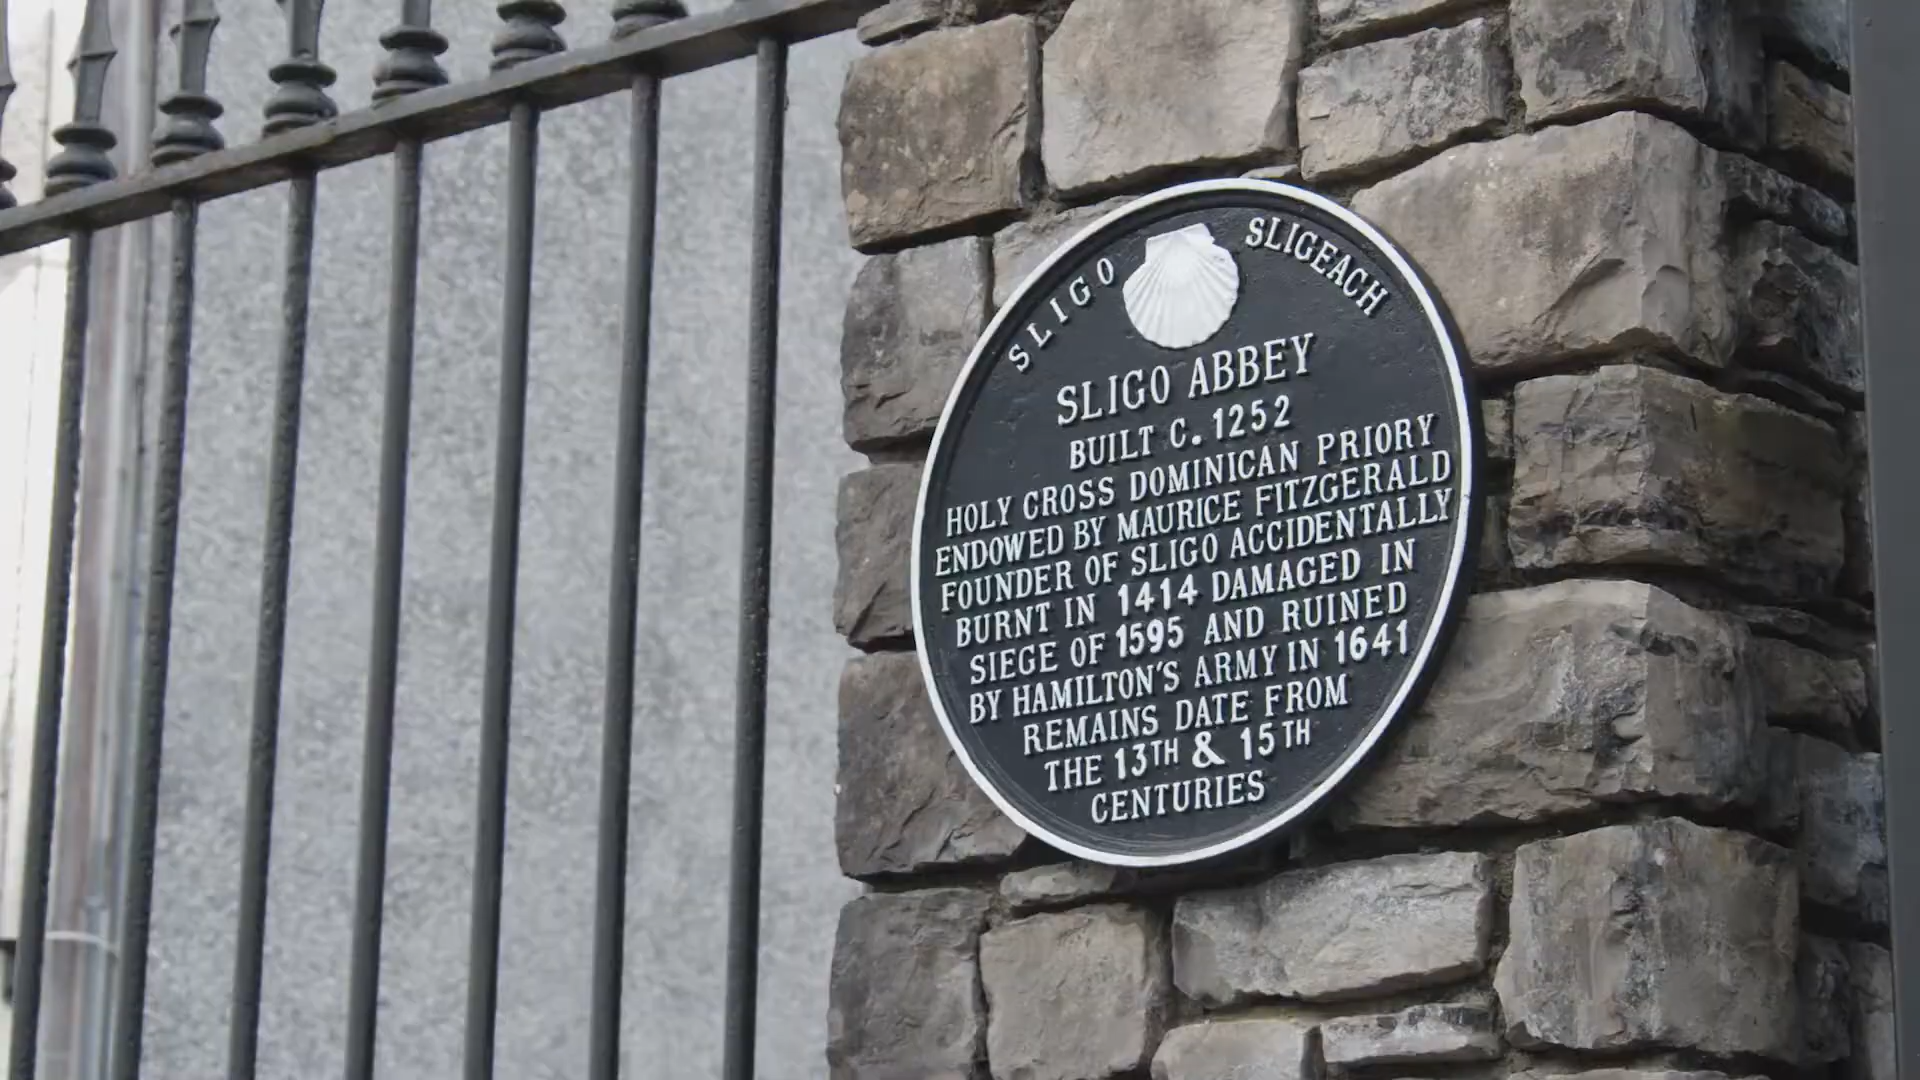 SLIGO SLIGEACH
SLIGO ABBEY
BUILT C. 1252
HOLY CROSS DOMINICAN PRIORY
ENDOWED BY MAURICE FITZGERALD
FOUNDER OF SLIGO ACCIDENTALLY
BURNT IN 1414 DAMAGED IN
SIEGE OF 1595 AND RUINED
BY HAMILTON'S ARMY IN 1641
REMAINS DATE FROM
THE 13TH & 15TH
CENTURIES